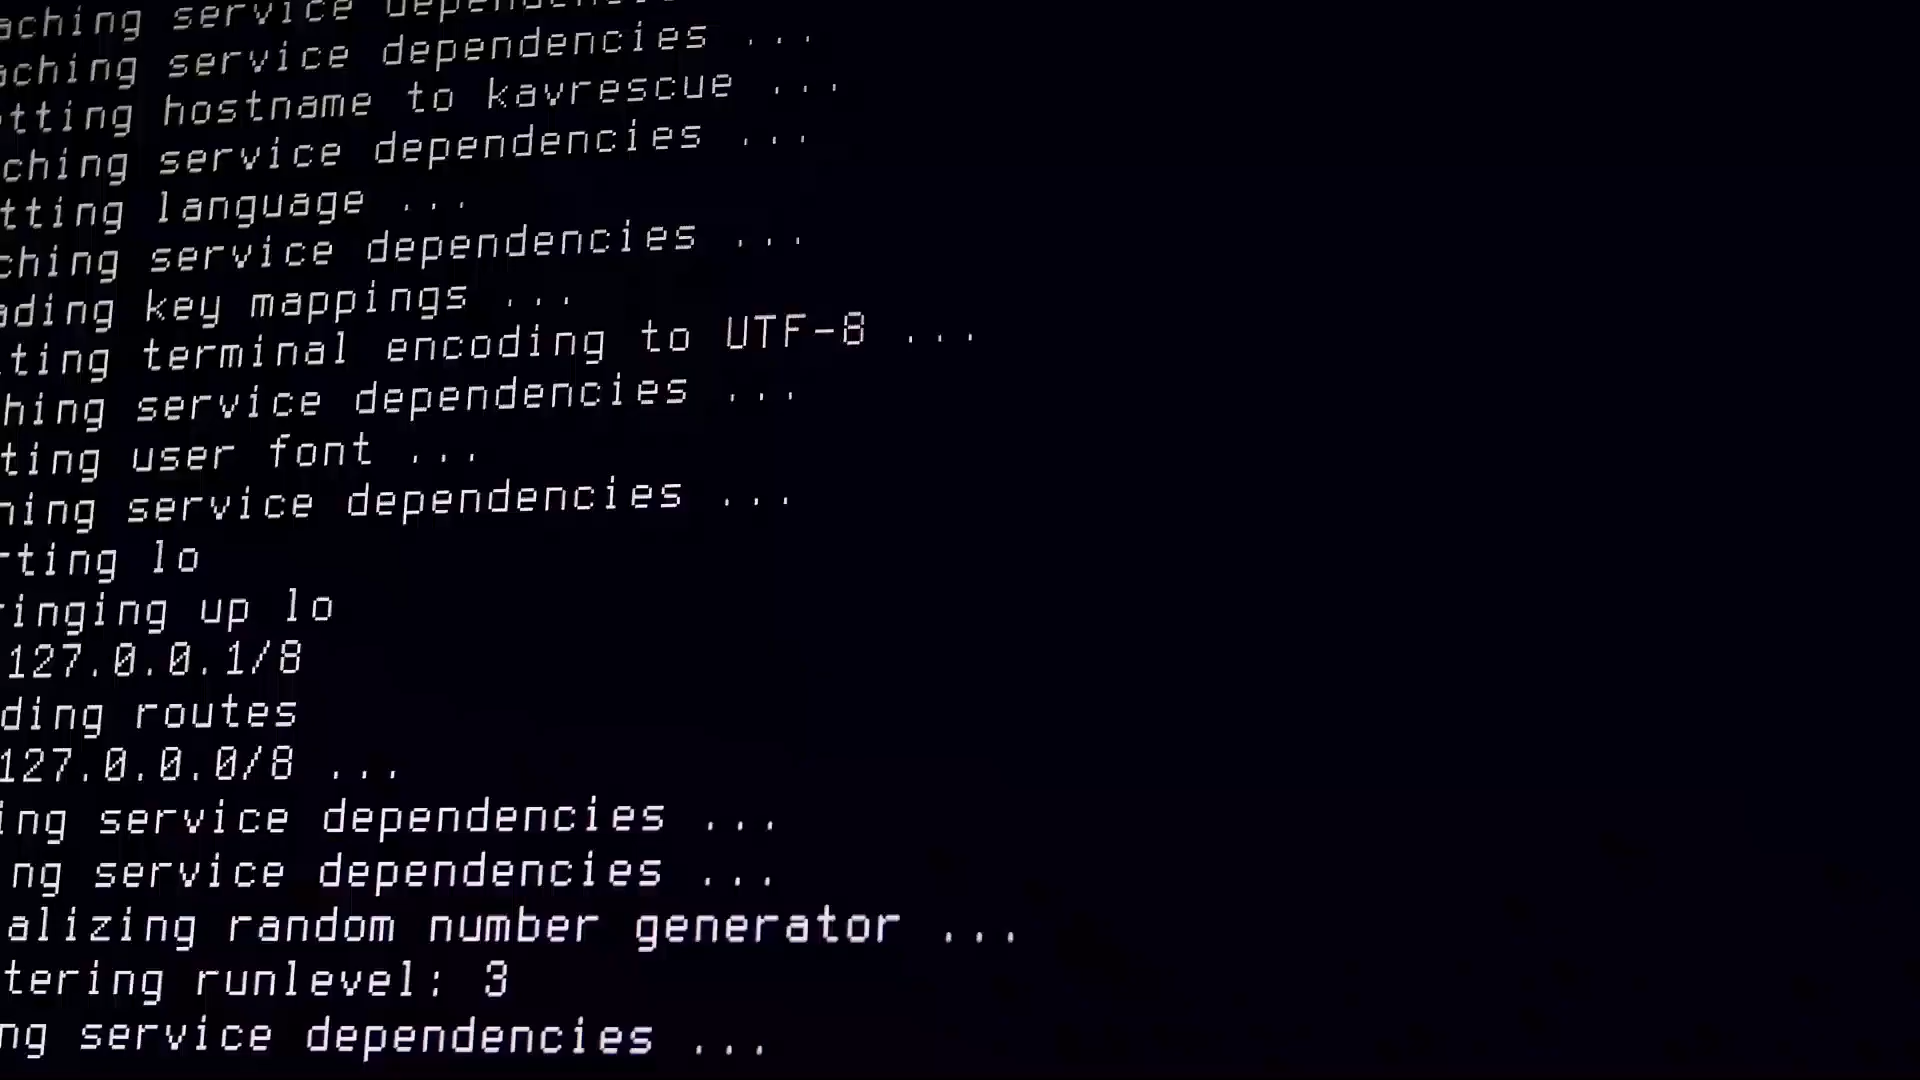 aching service dependencies
aching service dependencies ...
etting hostname to kavrescue ...
ching service dependencies ...
tting language ...
ching service dependencies ...
ading key mappings ...
tting terminal encoding to UTF-8 ...
hing service dependencies ...
ting user font ...
hing service dependencies ...
rting lo
ringing up lo
127.0.0.1/8
ding routes
127.0.0.0/8 ...
ing service dependencies ...
ng service dependencies ...
alizing random number generator ...
tering runlevel: 3
ng service dependencies ...